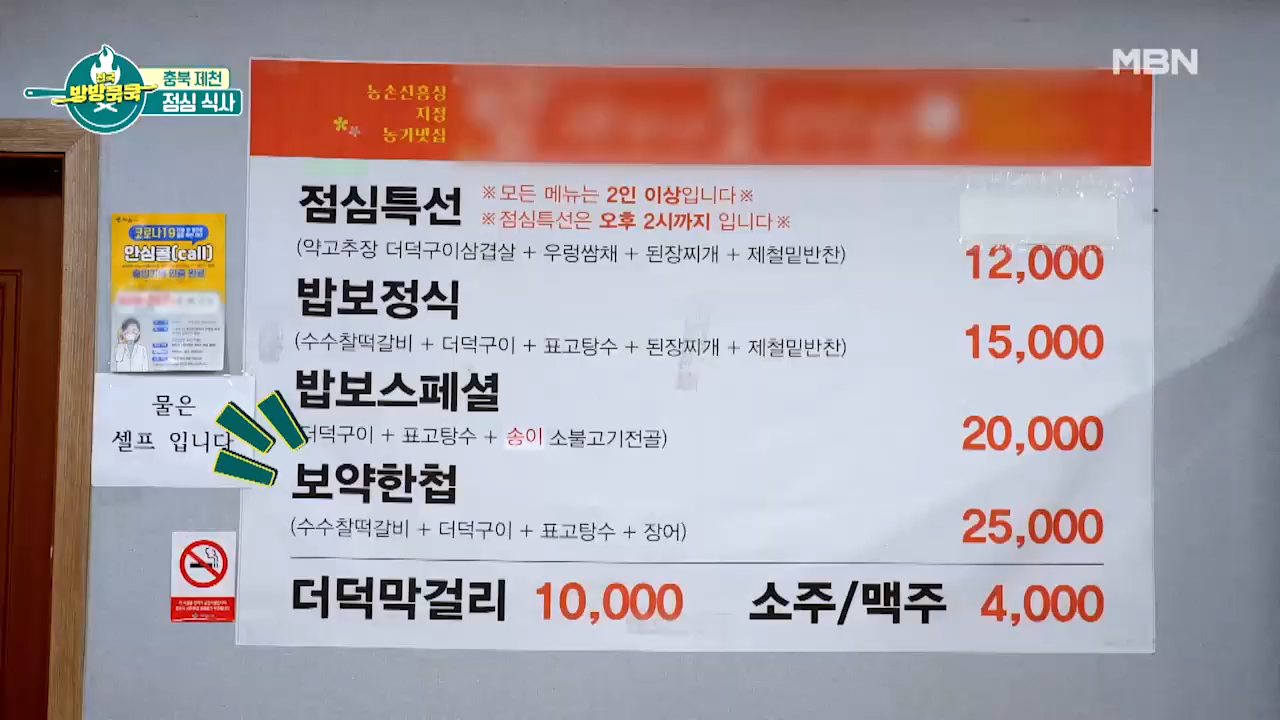 전국
방방쿡쿡
충북 제천
점심 식사
MBN
농촌진흥청
지정
농가맛집
점심특선
※모든 메뉴는 2인 이상입니다※
※점심특선은 오후 2시까지 입니다※
(약고추장 더덕구이삼겹살 + 우렁쌈채 + 된장찌개 + 제철밑반찬)
12,000
밥보정식
(수수찰떡갈비 + 더덕구이 + 표고탕수 + 된장찌개 + 제철밑반찬)
15,000
밥보스페셜
더덕구이 + 표고탕수 + 송이 소불고기전골)
20,000
보약한첩
(수수찰떡갈비 + 더덕구이 + 표고탕수 + 장어)
25,000
더덕막걸리 10,000 소주/맥주 4,000
코로나19
안심콜(call)
물은
셀프 입니다